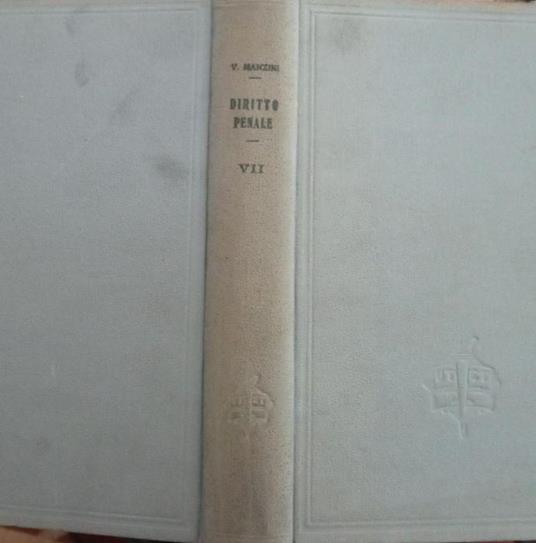 V. MANZINI
DIRITTO
PENALE
VII